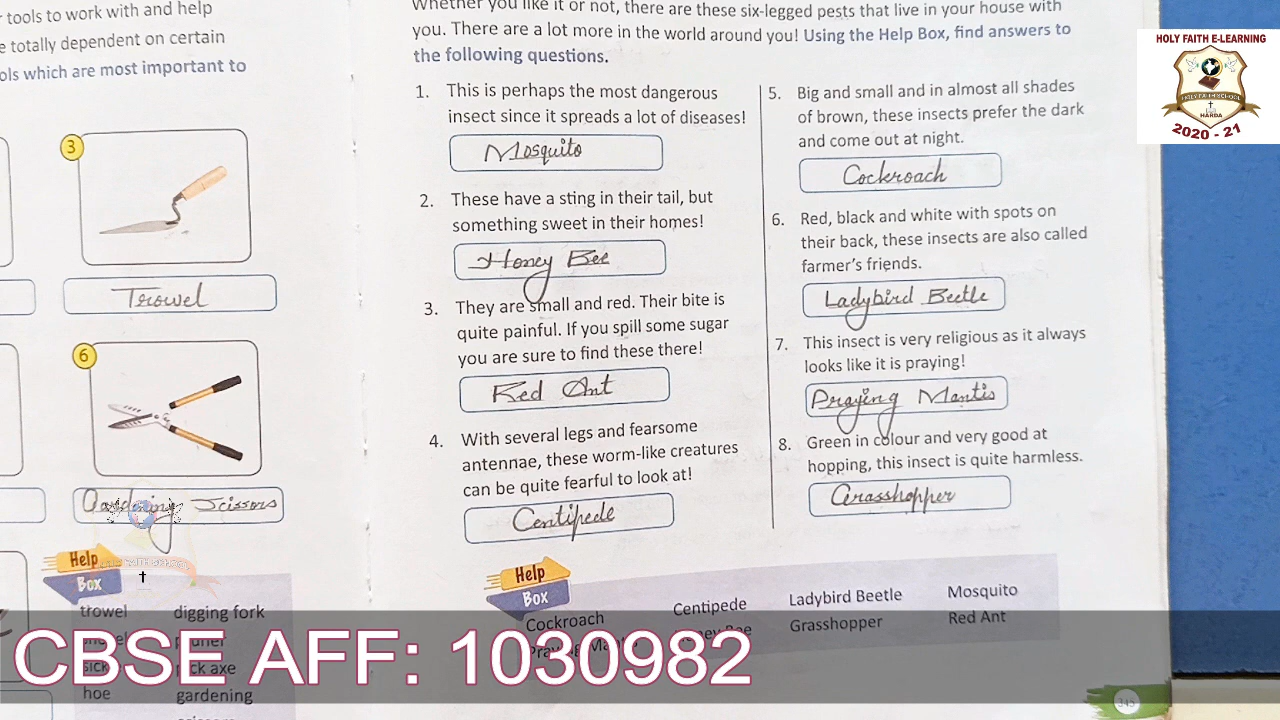 r tools to work with and help
e totally dependent on certain
ols which are most important to
3
Trowel
6
Gardening Scissors
Help
Box
trowel digging fork
sick pick axe
hoe gardening
Whether you like it or not, there are these six-legged pests that live in your house with
you. There are a lot more in the world around you! Using the Help Box, find answers to
the following questions.
1. This is perhaps the most dangerous
insect since it spreads a lot of diseases!
Mosquito
2. These have a sting in their tail, but
something sweet in their homes!
Honey Bee
3. They are small and red. Their bite is
quite painful. If you spill some sugar
you are sure to find these there!
Red Ant
4. With several legs and fearsome
antennae, these worm-like creatures
can be quite fearful to look at!
Centipede
5. Big and small and in almost all shades
of brown, these insects prefer the dark
and come out at night.
Cockroach
6. Red, black and white with spots on
their back, these insects are also called
farmer's friends.
Ladybird Beetle
7. This insect is very religious as it always
looks like it is praying!
Praying Mantis
8. Green in colour and very good at
hopping, this insect is quite harmless.
Grasshopper
Help
Box
Cockroach Centipede Ladybird Beetle Mosquito
Grasshopper Red Ant
345
HOLY FAITH E-LEARNING
HOLY FAITH SCHOOL
HARDA
2020 - 21
CBSE AFF: 1030982